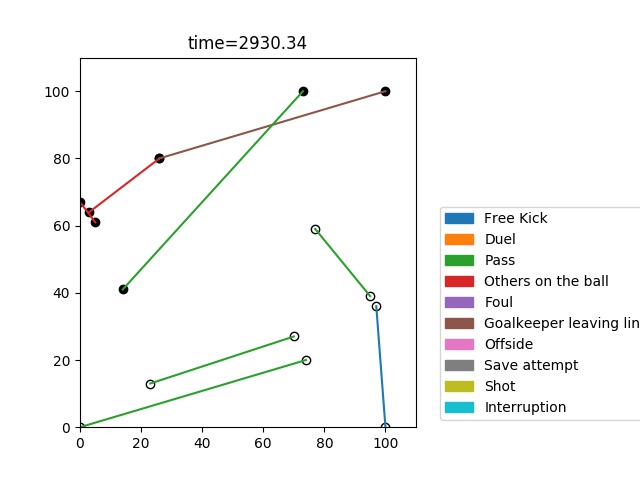 time=2930.34
100
80
60
40
20
0
0 20 40 60 80 100
Free Kick
Duel
Pass
Others on the ball
Foul
Goalkeeper leaving lin
Offside
Save attempt
Shot
Interruption